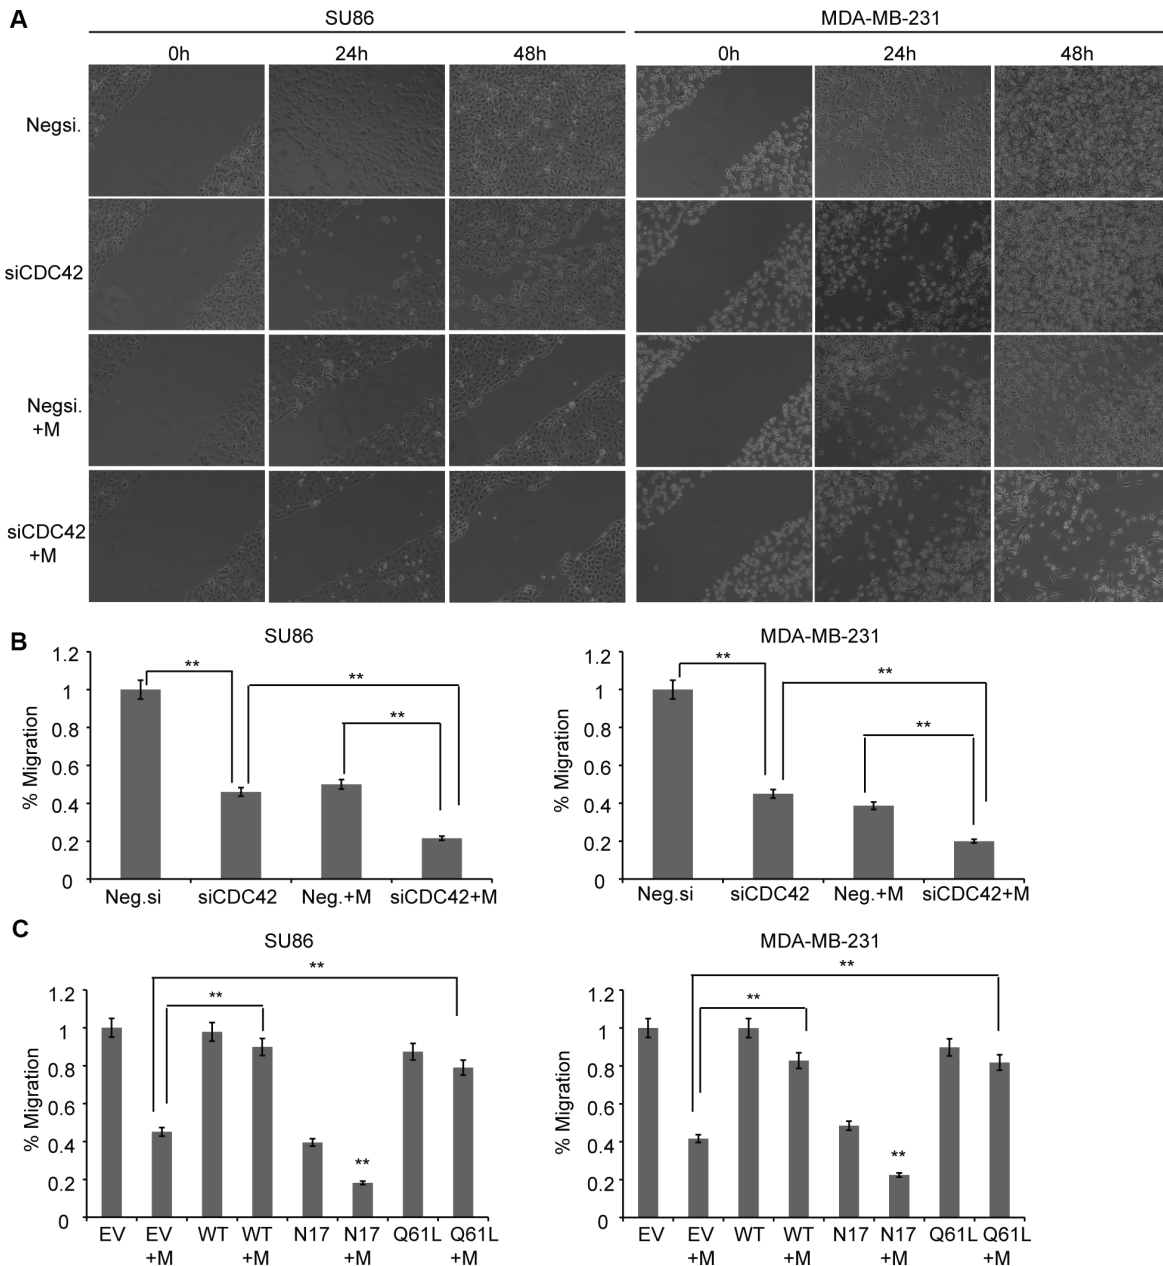 A
SU86
MDA-MB-231
0h
24h
48h
0h
24h
48h
Negsi.
siCDC42
Negsi.
+M
siCDC42
+M
B
SU86
% Migration
1.2
1
0.8
0.6
0.4
0.2
0
**
**
**
Neg.si
siCDC42
Neg.+M
siCDC42+M
MDA-MB-231
% Migration
1.2
1
0.8
0.6
0.4
0.2
0
**
**
**
Neg.si
siCDC42
Neg.+M
siCDC42+M
C
SU86
% Migration
1.2
1
0.8
0.6
0.4
0.2
0
**
**
**
EV
EV
+M
WT
WT
+M
N17
N17
+M
Q61L
Q61L
+M
MDA-MB-231
% Migration
1.2
1
0.8
0.6
0.4
0.2
0
**
**
**
EV
EV
+M
WT
WT
+M
N17
N17
+M
Q61L
Q61L
+M